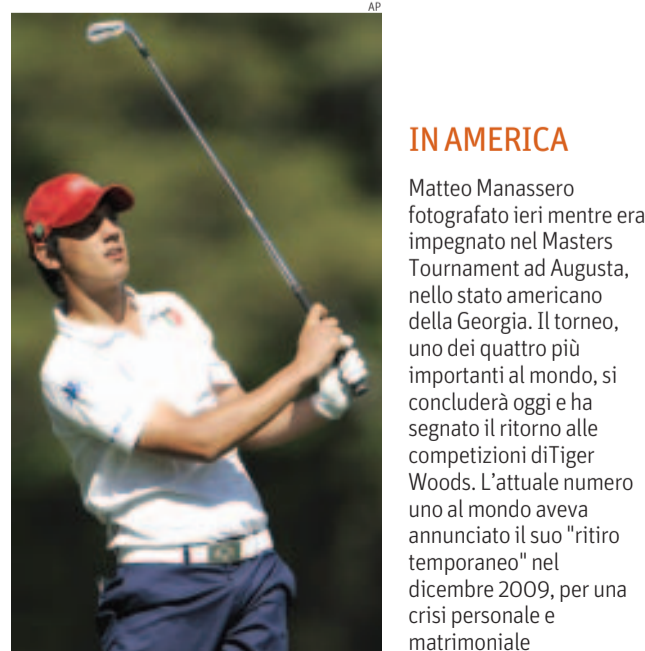 AP
IN AMERICA
Matteo Manassero
fotografato ieri mentre era
impegnato nel Masters
Tournament ad Augusta,
nello stato americano
della Georgia. Il torneo,
uno dei quattro più
importanti al mondo, si
concluderà oggi e ha
segnato il ritorno alle
competizioni diTiger
Woods. L'attuale numero
uno al mondo aveva
annunciato il suo "ritiro
temporaneo" nel
dicembre 2009, per una
crisi personale e
matrimoniale